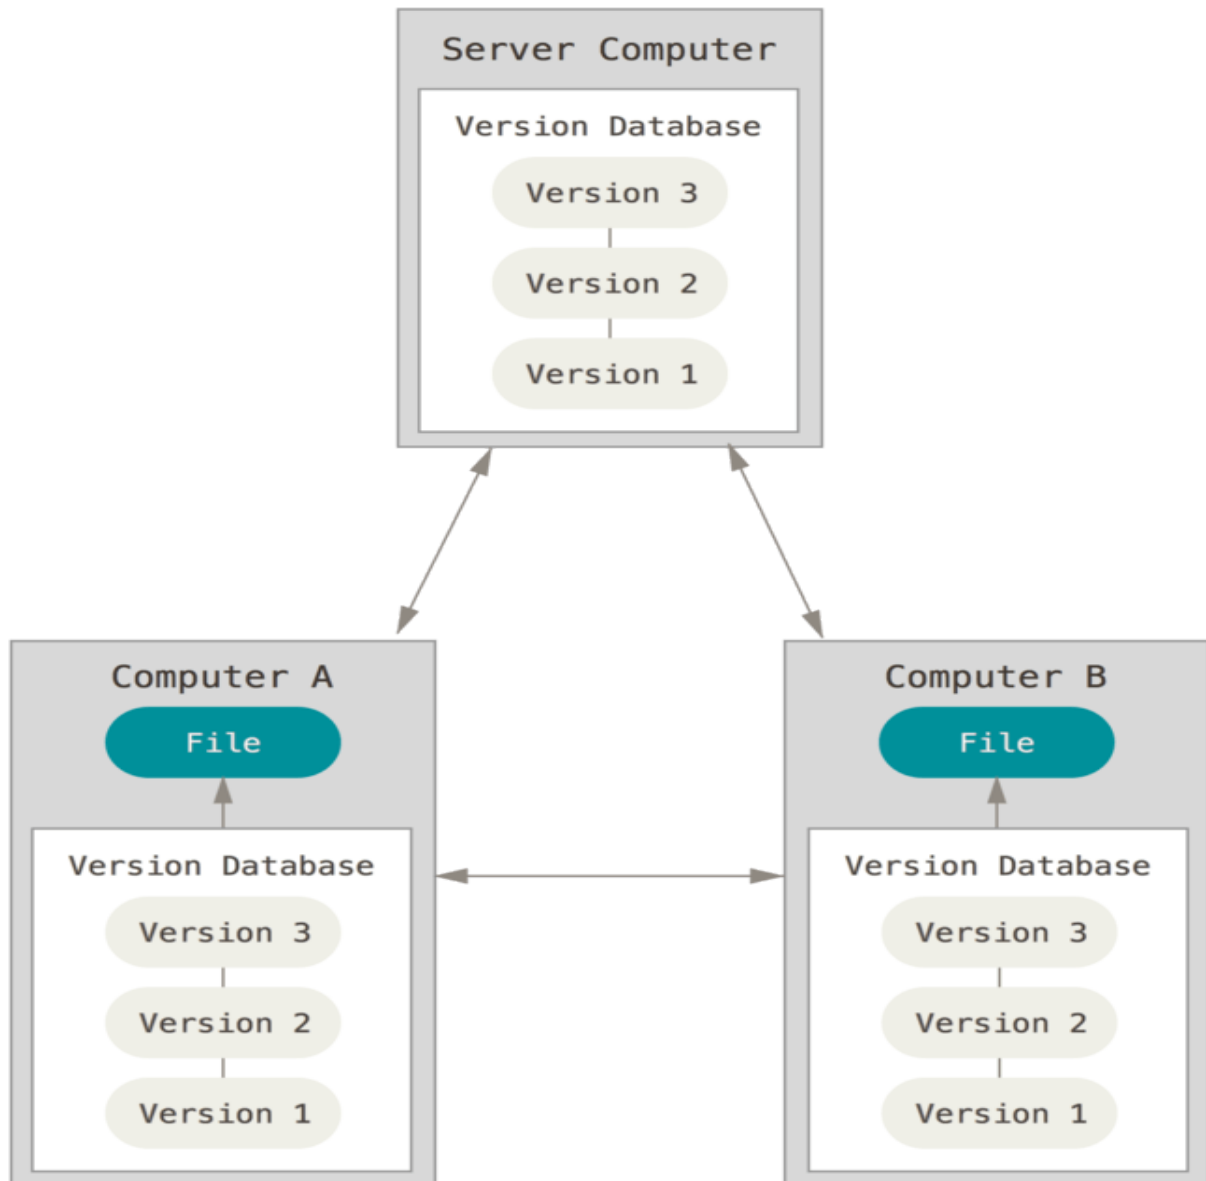 Server Computer
Version Database
Version 3
Version 2
Version 1
Computer A
File
Version Database
Version 3
Version 2
Version 1
Computer B
File
Version Database
Version 3
Version 2
Version 1